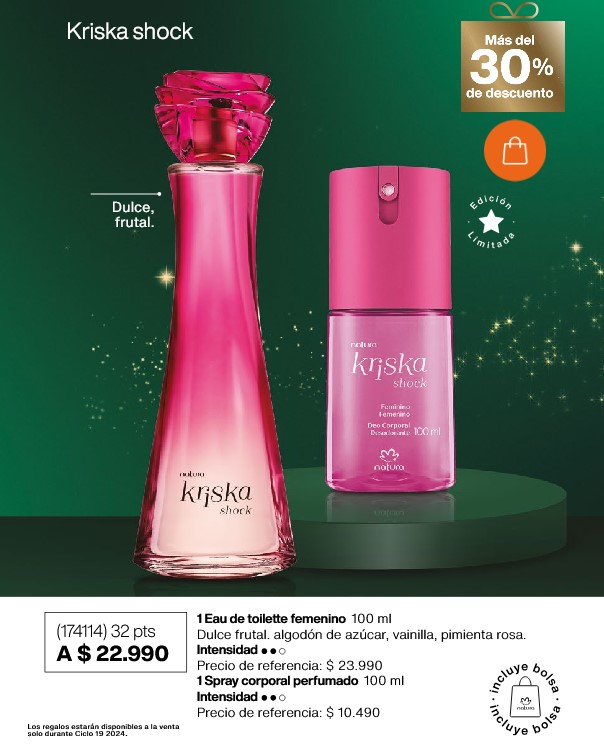 Kriska shock
Más del
30%
de descuento
Edición
Limitada
Dulce,
frutal.
natura
kriska
shock
Feminino
Femenino
Deo Corporal
Desodorante 100 ml
natura
natura
kriska
shock
(174114) 32 pts
A $ 22.990
1 Eau de toilette femenino 100 ml
Dulce frutal. algodón de azúcar, vainilla, pimienta rosa.
Intensidad ●●○
Precio de referencia: $ 23.990
1 Spray corporal perfumado 100 ml
Intensidad ●●○
Precio de referencia: $ 10.490
incluye bolsa
natura
incluye bolsa
Los regalos estarán disponibles a la venta
solo durante Ciclo 19 2024.